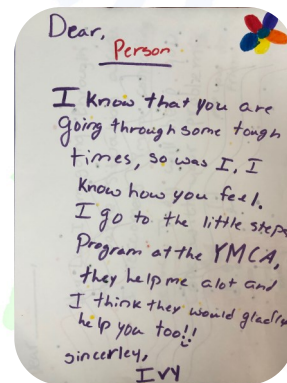 Dear,
Person
I know that you are
going through some tough
times, so was I, I
know how you feel.
I go to the little steps
Program at the YMCA,
they help me alot and
I think they would gladly
help you too!!
sincerley,
IVY